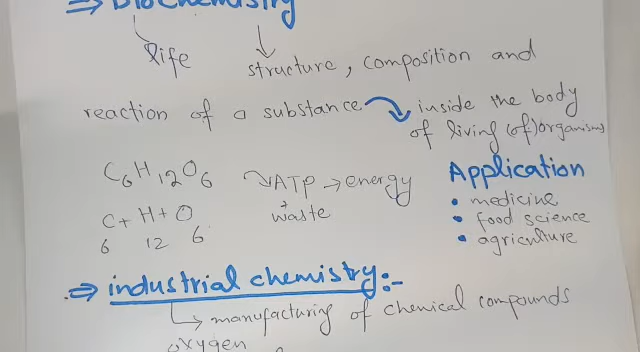 ⇒ Biochemistry
life
structure, composition and
reaction of a substance
inside the body
of living (of) organisms
C6H12O6
ATP → energy
+
waste
C + H + O
6 12 6
Application
• medicine
• food science
• agriculture
⇒ industrial chemistry:-
manufacturing of chemical compounds
oxygen